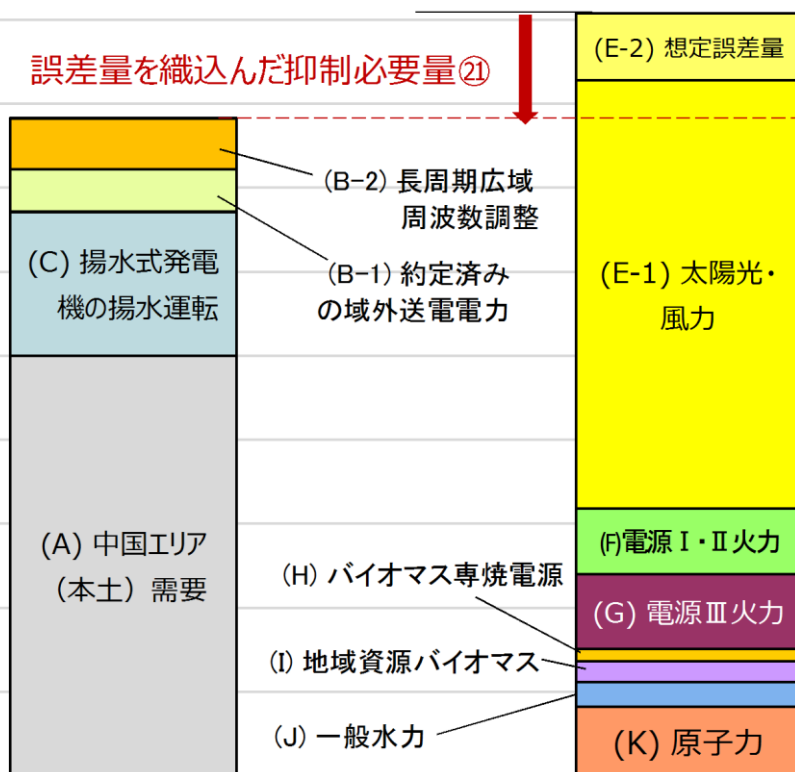 (E-2) 想定誤差量
誤差量を織込んだ抑制必要量㉑
(B-2) 長周期広域
周波数調整
(C) 揚水式発電
機の揚水運転
(B-1) 約定済み
の域外送電電力
(E-1) 太陽光・
風力
(A) 中国エリア
（本土）需要
(F)電源Ⅰ・Ⅱ火力
(H) バイオマス専焼電源
(G) 電源Ⅲ火力
(I) 地域資源バイオマス
(J) 一般水力
(K) 原子力